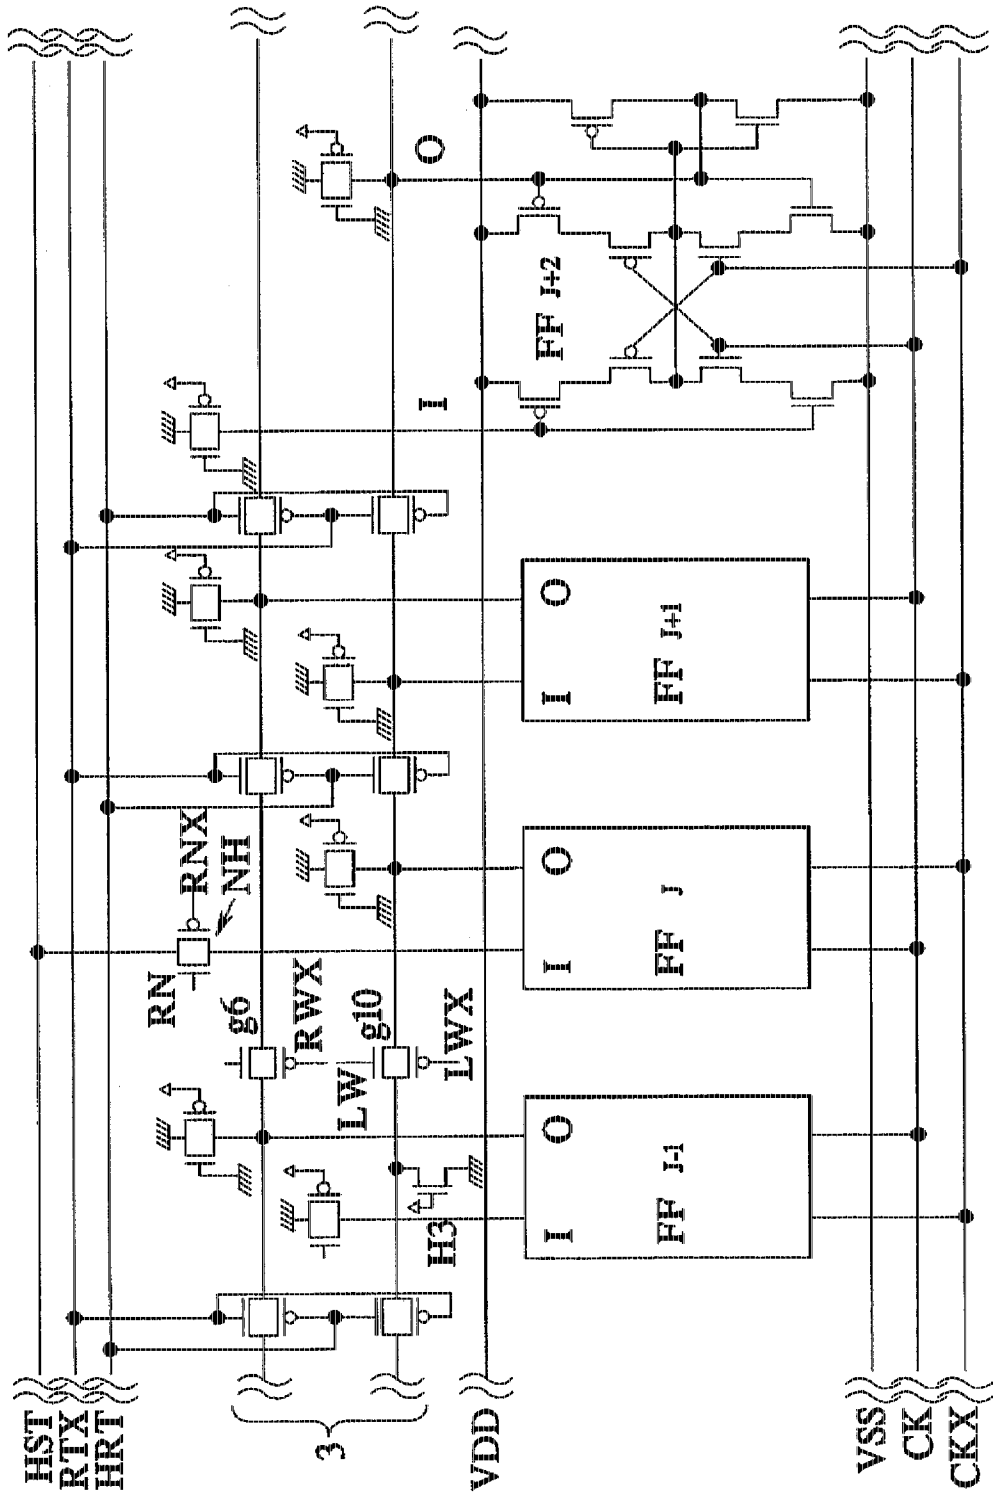 HST
RTX
HRT
3
VDD
VSS
CK
CKX
RN
RNX
NH
g6
RWX
LW
g10
LWX
H3
I
O
FF J-1
I
O
FF J
I
O
FF J+1
I
O
FF J+2